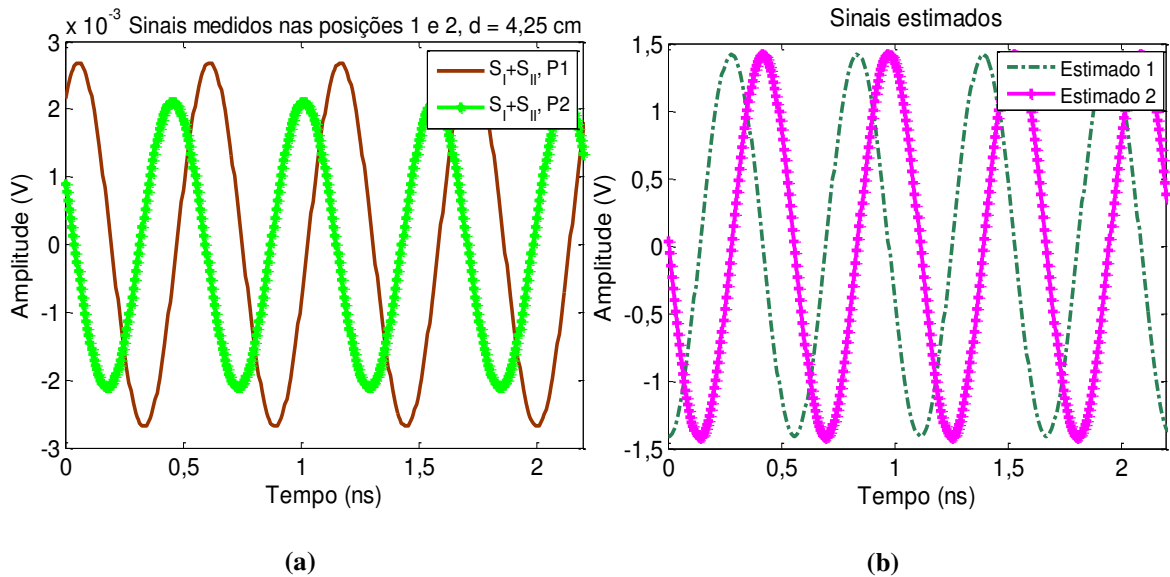 x 10⁻³ Sinais medidos nas posições 1 e 2, d = 4,25 cm
3
2
1
0
-1
-2
-3
Amplitude (V)
S_I+S_II, P1
S_I+S_II, P2
0 0,5 1 1,5 2
Tempo (ns)
(a)
Sinais estimados
1,5
1
0,5
0
-0,5
-1
-1,5
Amplitude (V)
Estimado 1
Estimado 2
0 0,5 1 1,5 2
Tempo (ns)
(b)